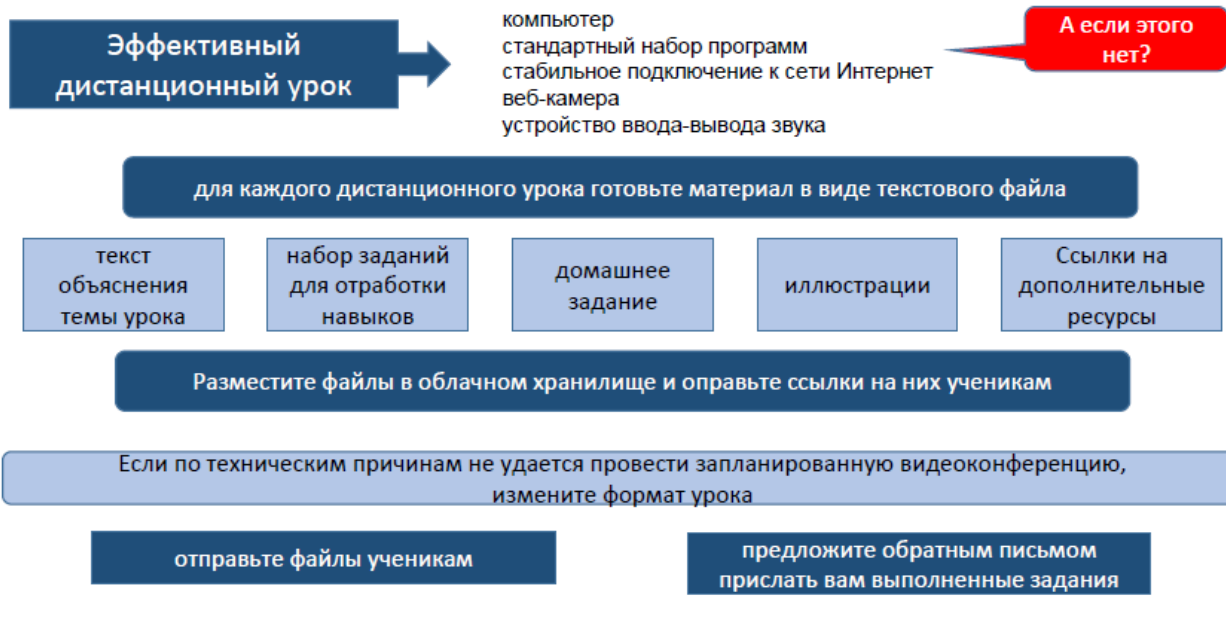 Эффективный
дистанционный урок
компьютер
стандартный набор программ
стабильное подключение к сети Интернет
веб-камера
устройство ввода-вывода звука
А если этого
нет?
для каждого дистанционного урока готовьте материал в виде текстового файла
текст
объяснения
темы урока
набор заданий
для отработки
навыков
домашнее
задание
иллюстрации
Ссылки на
дополнительные
ресурсы
Разместите файлы в облачном хранилище и оправьте ссылки на них ученикам
Если по техническим причинам не удается провести запланированную видеоконференцию,
измените формат урока
отправьте файлы ученикам
предложите обратным письмом
прислать вам выполненные задания